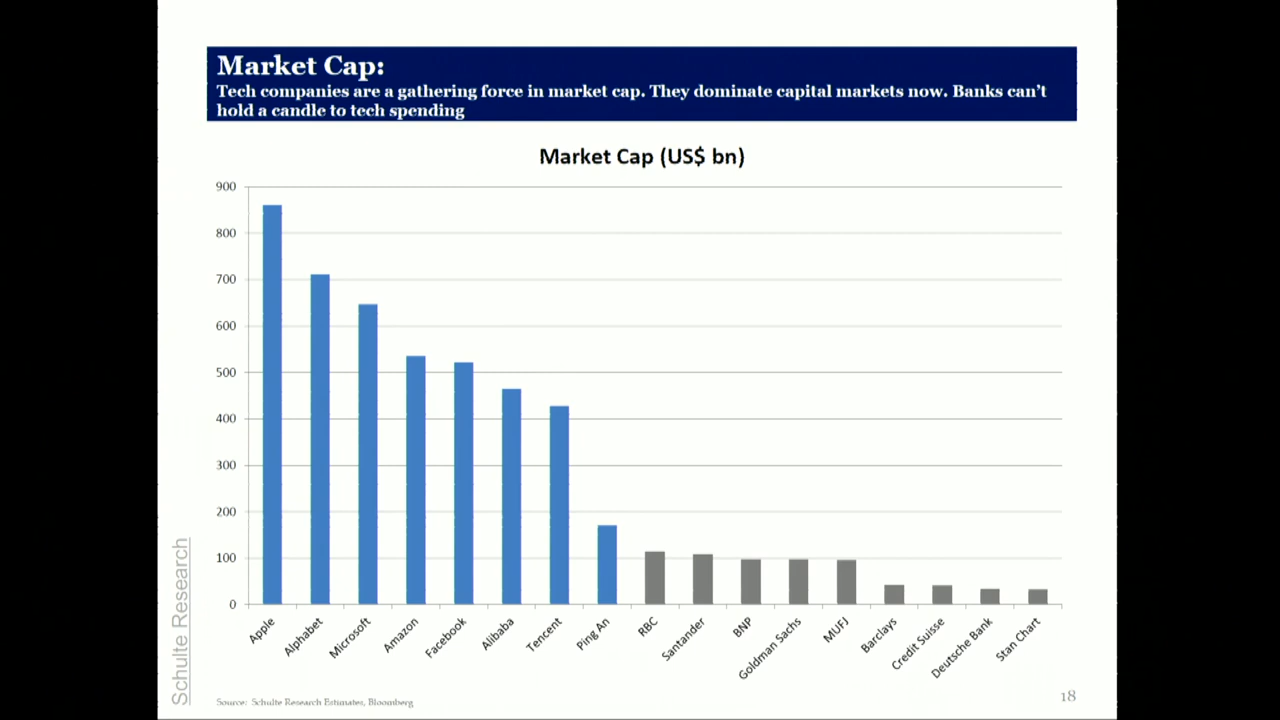 Market Cap:
Tech companies are a gathering force in market cap. They dominate capital markets now. Banks can't
hold a candle to tech spending
Market Cap (US$ bn)
900
800
700
600
500
400
300
200
100
0
Apple
Alphabet
Microsoft
Amazon
Facebook
Alibaba
Tencent
Ping An
RBC
Santander
BNP
Goldman Sachs
MUFJ
Barclays
Credit Suisse
Deutsche Bank
Stan Chart
Schulte Research
Source: Schulte Research Estimates, Bloomberg
18